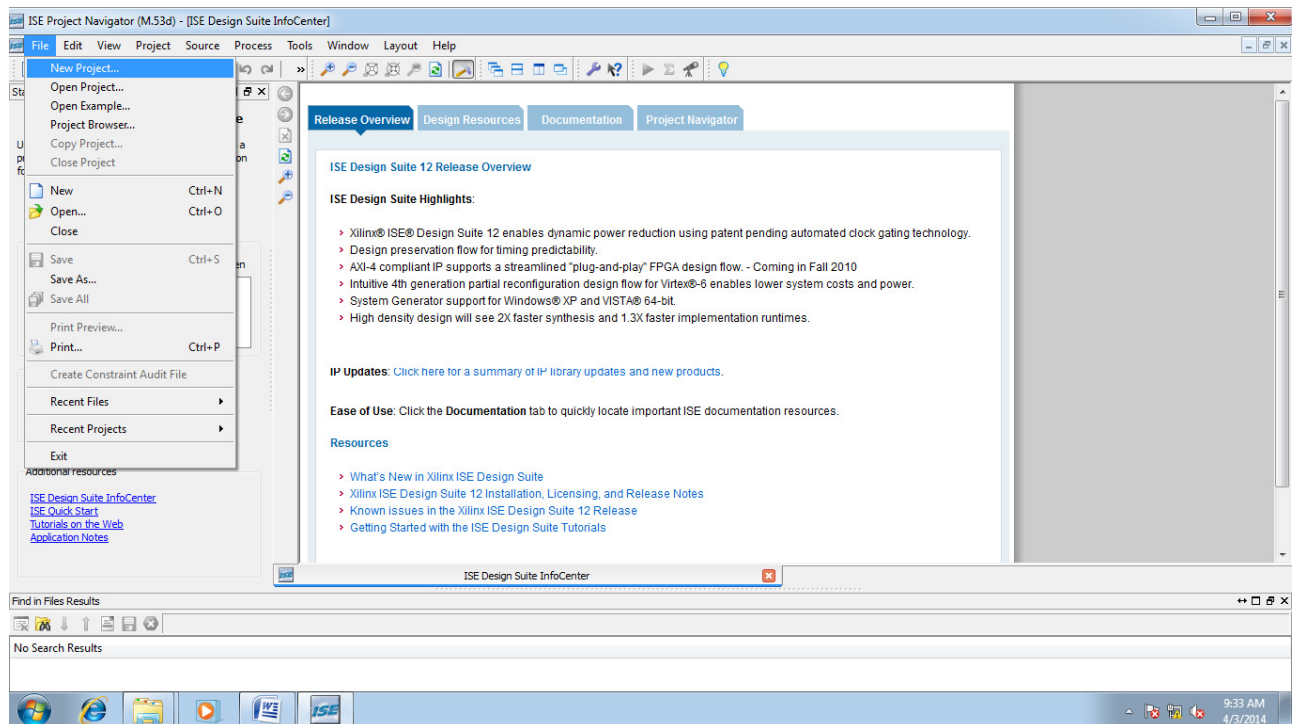 ISE Project Navigator (M.53d) - [ISE Design Suite InfoCenter]
File Edit View Project Source Process Tools Window Layout Help
New Project...
Open Project...
Open Example...
Project Browser...
Copy Project...
Close Project
New Ctrl+N
Open... Ctrl+O
Close
Save Ctrl+S
Save As...
Save All
Print Preview...
Print... Ctrl+P
Create Constraint Audit File
Recent Files
Recent Projects
Exit
Additional resources
ISE Design Suite InfoCenter
ISE Quick Start
Tutorials on the Web
Application Notes
Release Overview Design Resources Documentation Project Navigator
ISE Design Suite 12 Release Overview
ISE Design Suite Highlights:
Xilinx® ISE® Design Suite 12 enables dynamic power reduction using patent pending automated clock gating technology.
Design preservation flow for timing predictability.
AXI-4 compliant IP supports a streamlined "plug-and-play" FPGA design flow. - Coming in Fall 2010
Intuitive 4th generation partial reconfiguration design flow for Virtex®-6 enables lower system costs and power.
System Generator support for Windows® XP and VISTA® 64-bit.
High density design will see 2X faster synthesis and 1.3X faster implementation runtimes.
IP Updates: Click here for a summary of IP library updates and new products.
Ease of Use: Click the Documentation tab to quickly locate important ISE documentation resources.
Resources
What's New in Xilinx ISE Design Suite
Xilinx ISE Design Suite 12 Installation, Licensing, and Release Notes
Known issues in the Xilinx ISE Design Suite 12 Release
Getting Started with the ISE Design Suite Tutorials
ISE Design Suite InfoCenter
Find in Files Results
No Search Results
ISE
9:33 AM
4/3/2014